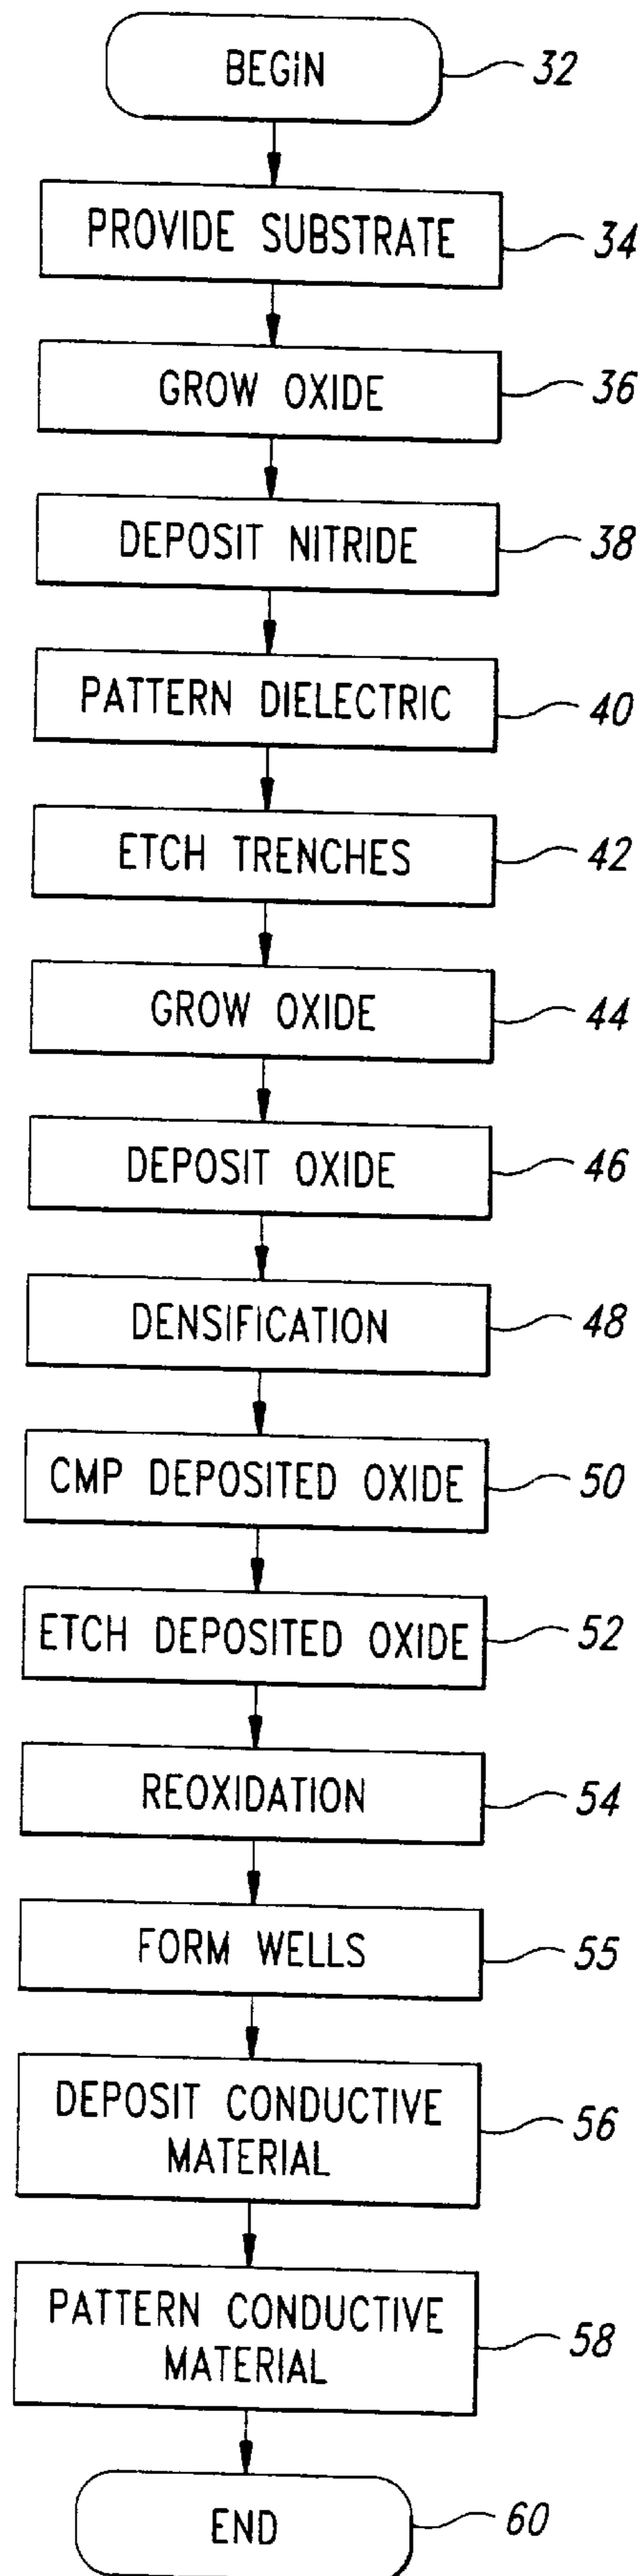 BEGIN 32
PROVIDE SUBSTRATE 34
GROW OXIDE 36
DEPOSIT NITRIDE 38
PATTERN DIELECTRIC 40
ETCH TRENCHES 42
GROW OXIDE 44
DEPOSIT OXIDE 46
DENSIFICATION 48
CMP DEPOSITED OXIDE 50
ETCH DEPOSITED OXIDE 52
REOXIDATION 54
FORM WELLS 55
DEPOSIT CONDUCTIVE
MATERIAL 56
PATTERN CONDUCTIVE
MATERIAL 58
END 60